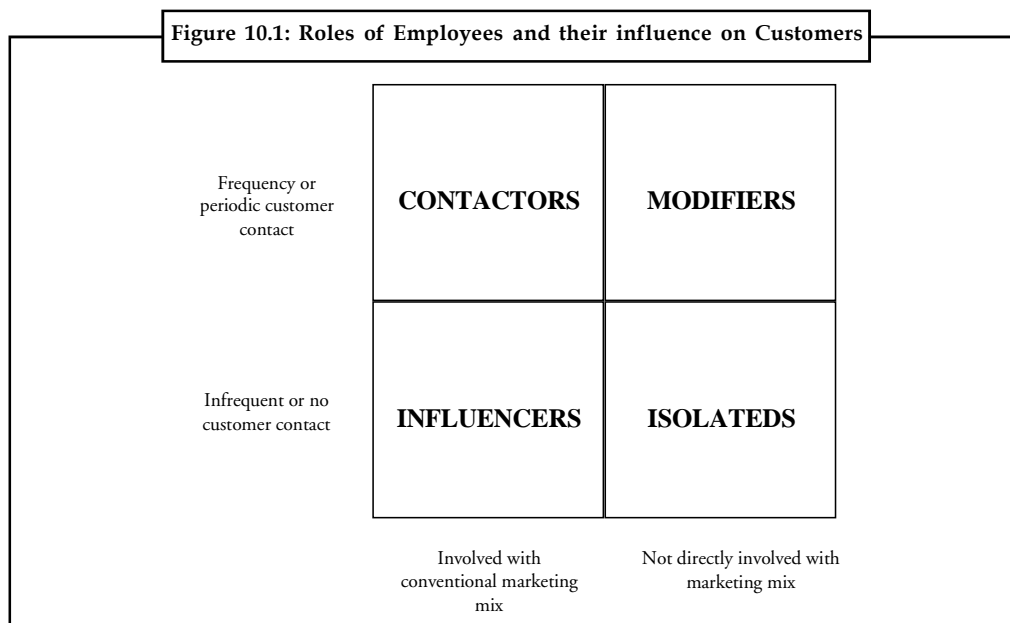 Figure 10.1: Roles of Employees and their influence on Customers
Frequency or
periodic customer
contact
CONTACTORS
MODIFIERS
Infrequent or no
customer contact
INFLUENCERS
ISOLATEDS
Involved with
conventional marketing
mix
Not directly involved with
marketing mix